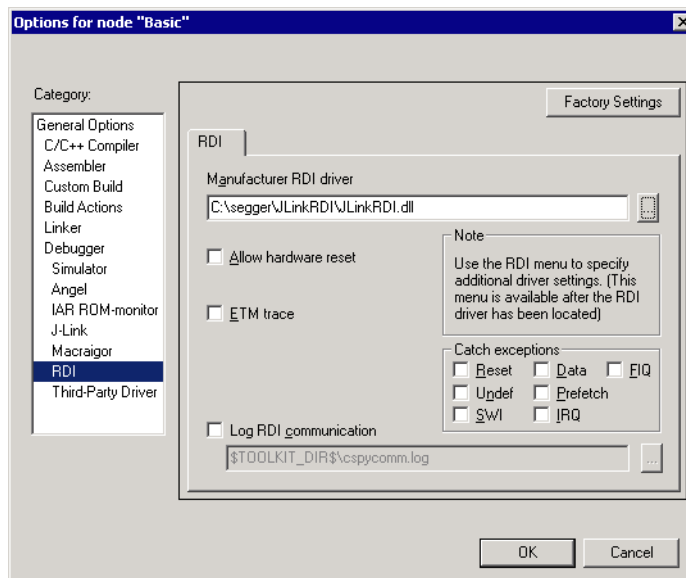 Options for node "Basic"
Category:
Factory Settings
General Options
C/C++ Compiler
Assembler
Custom Build
Build Actions
Linker
Debugger
Simulator
Angel
IAR ROM-monitor
J-Link
Macraigor
RDI
Third-Party Driver
RDI
Manufacturer RDI driver
C:\segger\JLinkRDI\JLinkRDI.dll
...
Allow hardware reset
ETM trace
Note
Use the RDI menu to specify
additional driver settings. (This
menu is available after the RDI
driver has been located)
Catch exceptions
Reset Data FIQ
Undef Prefetch
SWI IRQ
Log RDI communication
$TOOLKIT_DIR$\cspycomm.log
...
OK Cancel